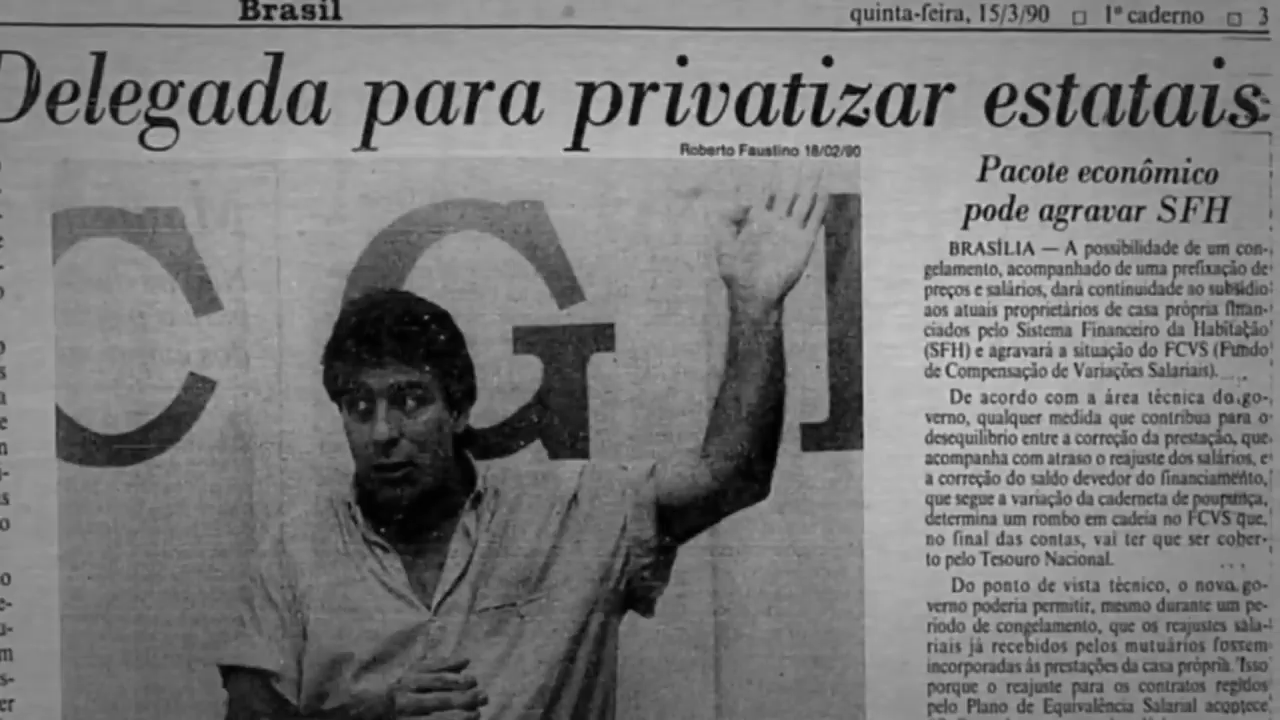 Brasil
quinta-feira, 15/3/90 □ 1º caderno □ 3
Delegada para privatizar estatais
Roberto Faustino 18/02/90
CGT
Pacote econômico
pode agravar SFH
BRASÍLIA — A possibilidade de um con-
gelamento, acompanhado de uma prefixação de
preços e salários, dará continuidade ao subsídio
aos atuais proprietários de casa própria finan-
ciados pelo Sistema Financeiro da Habitação
(SFH) e agravará a situação do FCVS (Fundo
de Compensação de Variações Salariais).
De acordo com a área técnica do go-
verno, qualquer medida que contribua para o
desequilíbrio entre a correção da prestação, que
acompanha com atraso o reajuste dos salários, e
a correção do saldo devedor do financiamento,
que segue a variação da caderneta de poupança,
determina um rombo em cadeia no FCVS que,
no final das contas, vai ter que ser cober-
to pelo Tesouro Nacional.
Do ponto de vista técnico, o novo go-
verno poderia permitir, mesmo durante um pe-
ríodo de congelamento, que os reajustes sala-
riais já recebidos pelos mutuários fossem
incorporadas às prestações da casa própria. "Isso
porque o reajuste para os contratos regidos
pelo Plano de Equivalência Salarial acontece